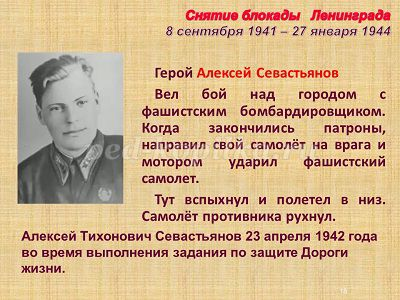 Снятие блокады Ленинграда
8 сентября 1941 – 27 января 1944
Герой Алексей Севастьянов
Вел бой над городом с
фашистским бомбардировщиком.
Когда закончились патроны,
направил свой самолёт на врага и
мотором ударил фашистский
самолет.
Тут вспыхнул и полетел в низ.
Самолёт противника рухнул.
Алексей Тихонович Севастьянов 23 апреля 1942 года
во время выполнения задания по защите Дороги
жизни.